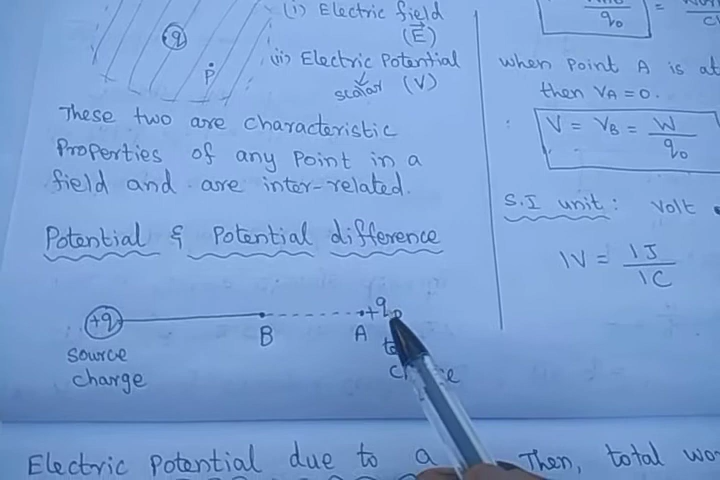 (i) Electric field
(E⃗)
q
(ii) Electric Potential
scalar (V)
P
These two are characteristic
Properties of any Point in a
field and are inter-related.
Potential & Potential difference
+q B A +q₀
source
charge
Electric Potential due to a
q₀ =
when Point A is at
then VA = 0.
V = VB = W/q₀
S.I unit: Volt
1V = 1J/1C
Then, total